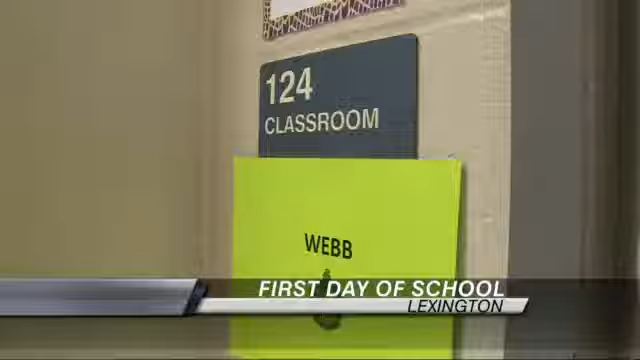 124
CLASSROOM
WEBB
FIRST DAY OF SCHOOL
LEXINGTON